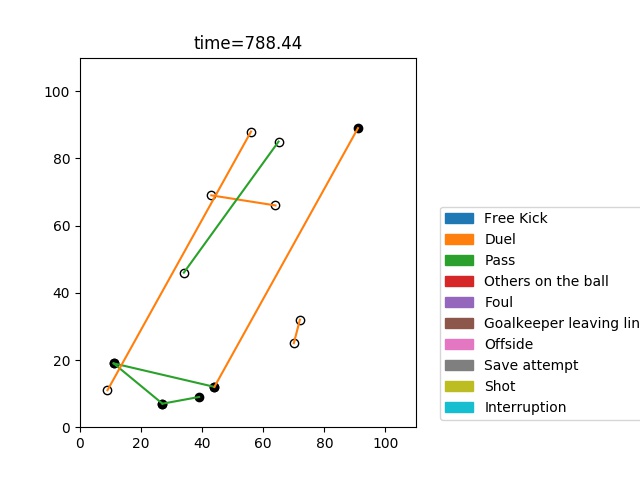 time=788.44
100
80
60
40
20
0
0 20 40 60 80 100
Free Kick
Duel
Pass
Others on the ball
Foul
Goalkeeper leaving lin
Offside
Save attempt
Shot
Interruption